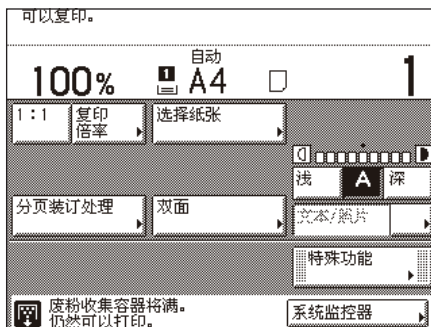 可以复印。
自动
100% 1 A4 1
1:1 复印倍率 选择纸张
浅 A 深
分页装订处理 双面 文本/照片
特殊功能
废粉收集容器将满。
仍然可以打印。
系统监控器